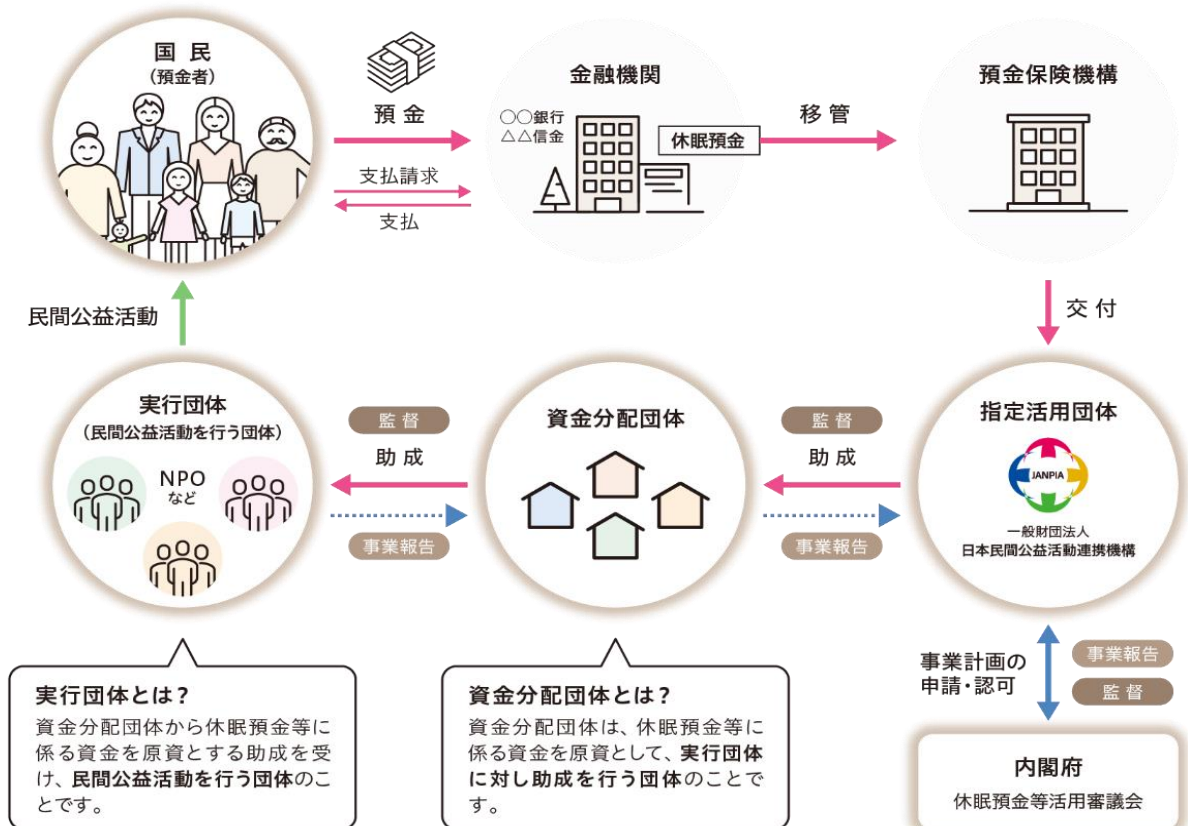 国民
(預金者)
預金
支払請求
支払
金融機関
○○銀行
△△信金
休眠預金
移管
預金保険機構
交付
民間公益活動
実行団体
(民間公益活動を行う団体)
NPO
など
監督
助成
事業報告
資金分配団体
監督
助成
事業報告
指定活用団体
JANPIA
一般財団法人
日本民間公益活動連携機構
実行団体とは？
資金分配団体から休眠預金等に
係る資金を原資とする助成を受
け、民間公益活動を行う団体のこ
とです。
資金分配団体とは？
資金分配団体は、休眠預金等に
係る資金を原資として、実行団体
に対し助成を行う団体のことで
す。
事業計画の
申請・認可
事業報告
監督
内閣府
休眠預金等活用審議会